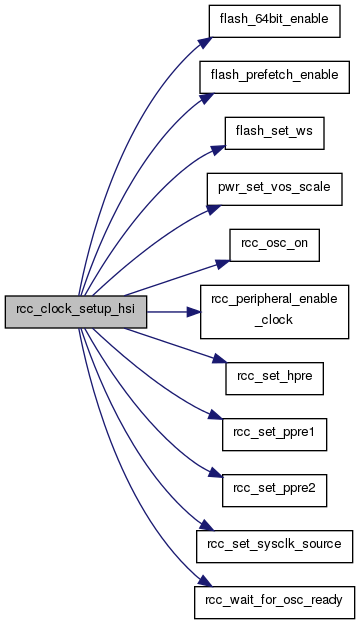 flash_64bit_enable
flash_prefetch_enable
flash_set_ws
pwr_set_vos_scale
rcc_osc_on
rcc_clock_setup_hsi
rcc_peripheral_enable
_clock
rcc_set_hpre
rcc_set_ppre1
rcc_set_ppre2
rcc_set_sysclk_source
rcc_wait_for_osc_ready